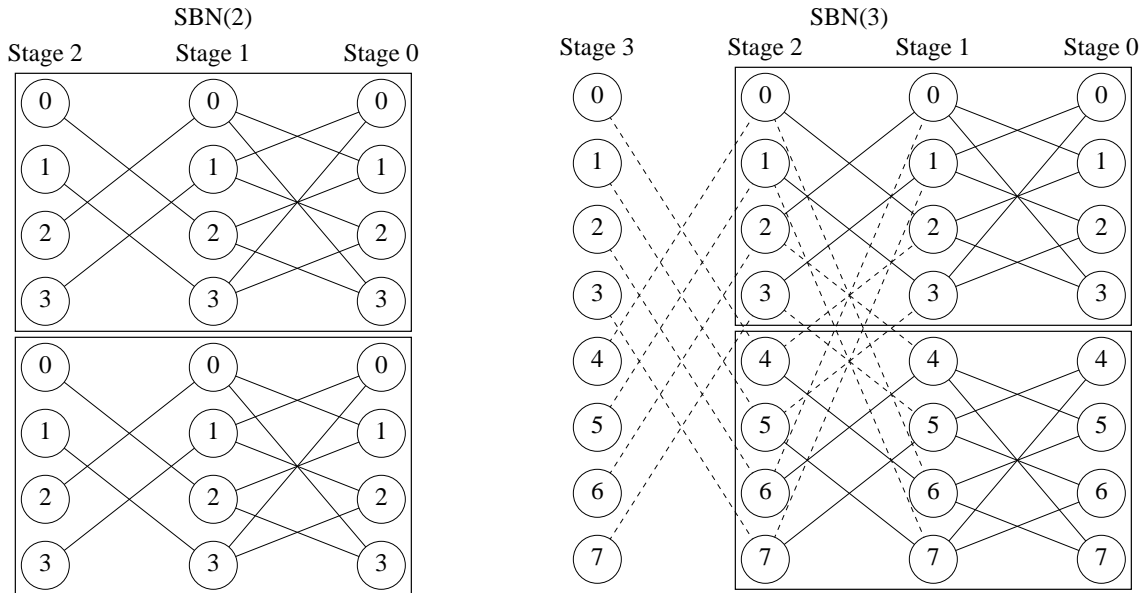 SBN(2) SBN(3)
Stage 2 Stage 1 Stage 0 Stage 3 Stage 2 Stage 1 Stage 0
0 0 0 0 0 0 0
1 1 1 1 1 1 1
2 2 2 2 2 2 2
3 3 3 3 3 3 3
0 0 0 4 4 4 4
1 1 1 5 5 5 5
2 2 2 6 6 6 6
3 3 3 7 7 7 7